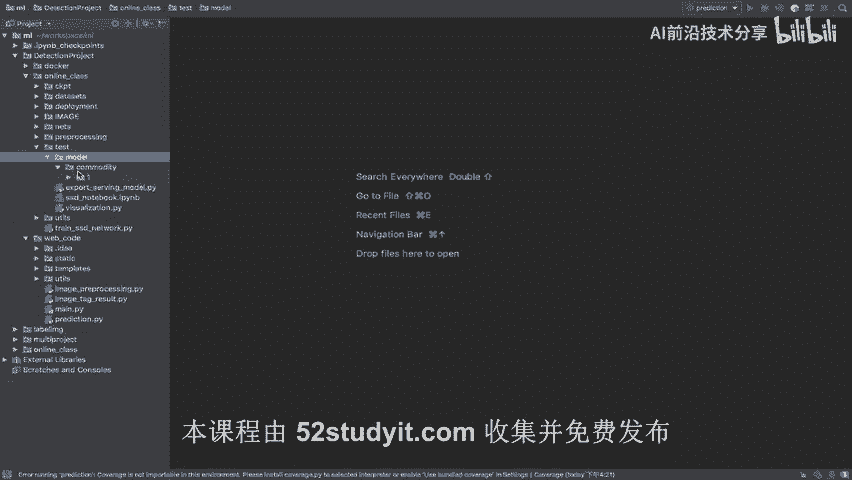 ml DetectionProject online_class test model prediction
Project
AI前沿技术分享 bilibili
ml ~/workspace/ml
.ipynb_checkpoints
DetectionProject
docker
online_class
ckpt
datasets
deployment
IMAGE
nets
preprocessing
test
model
commodity
1
export_serving_model.py
ssd_notebook.ipynb
visualization.py
utils
train_ssd_network.py
web_code
.idea
static
templates
utils
image_preprocessing.py
image_tag_result.py
main.py
prediction.py
labelImg
multiproject
online_class
External Libraries
Scratches and Consoles
Search Everywhere Double ⇧
Go to File ⇧⌘O
Recent Files ⌘E
Navigation Bar ⌘↑
Drop files here to open
本课程由 52studyit.com 收集并免费发布
Error running 'prediction': Coverage is not importable in this environment. Please install coverage.py to selected interpreter or enable "Use bundled coverage" in Settings | Coverage (today 下午4:21)